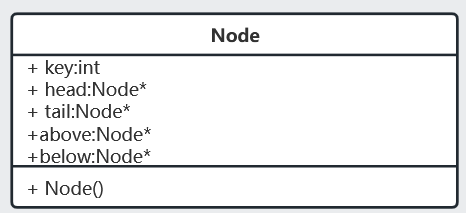 Node
+ key:int
+ head:Node*
+ tail:Node*
+above:Node*
+below:Node*
+ Node()